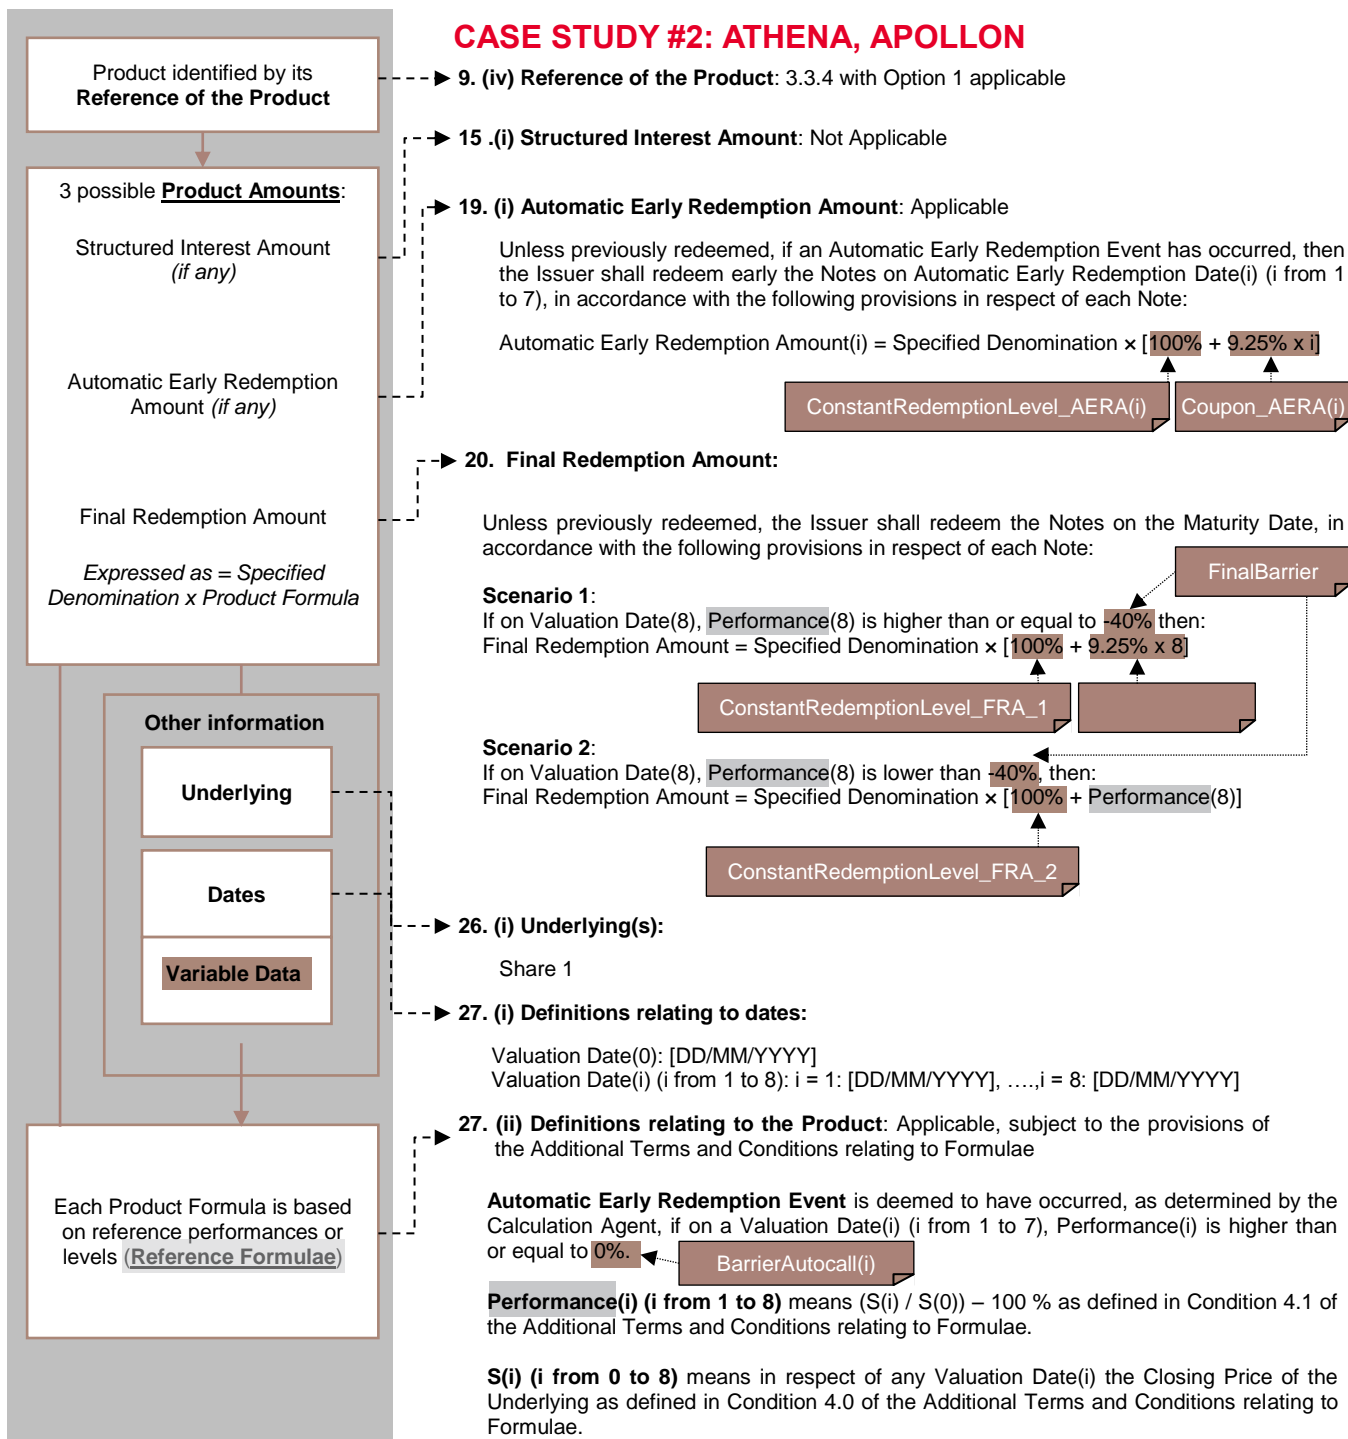 CASE STUDY #2: ATHENA, APOLLON
Product identified by its
Reference of the Product
3 possible Product Amounts:
Structured Interest Amount
(if any)
Automatic Early Redemption
Amount (if any)
Final Redemption Amount
Expressed as = Specified
Denomination x Product Formula
Other information
Underlying
Dates
Variable Data
Each Product Formula is based
on reference performances or
levels (Reference Formulae)
9. (iv) Reference of the Product: 3.3.4 with Option 1 applicable
15 .(i) Structured Interest Amount: Not Applicable
19. (i) Automatic Early Redemption Amount: Applicable
Unless previously redeemed, if an Automatic Early Redemption Event has occurred, then
the Issuer shall redeem early the Notes on Automatic Early Redemption Date(i) (i from 1
to 7), in accordance with the following provisions in respect of each Note:
Automatic Early Redemption Amount(i) = Specified Denomination × [100% + 9.25% x i]
ConstantRedemptionLevel_AERA(i)
Coupon_AERA(i)
20. Final Redemption Amount:
Unless previously redeemed, the Issuer shall redeem the Notes on the Maturity Date, in
accordance with the following provisions in respect of each Note:
FinalBarrier
Scenario 1:
If on Valuation Date(8), Performance(8) is higher than or equal to -40% then:
Final Redemption Amount = Specified Denomination × [100% + 9.25% x 8]
ConstantRedemptionLevel_FRA_1
Scenario 2:
If on Valuation Date(8), Performance(8) is lower than -40%, then:
Final Redemption Amount = Specified Denomination × [100% + Performance(8)]
ConstantRedemptionLevel_FRA_2
26. (i) Underlying(s):
Share 1
27. (i) Definitions relating to dates:
Valuation Date(0): [DD/MM/YYYY]
Valuation Date(i) (i from 1 to 8): i = 1: [DD/MM/YYYY], ….,i = 8: [DD/MM/YYYY]
27. (ii) Definitions relating to the Product: Applicable, subject to the provisions of
the Additional Terms and Conditions relating to Formulae
Automatic Early Redemption Event is deemed to have occurred, as determined by the
Calculation Agent, if on a Valuation Date(i) (i from 1 to 7), Performance(i) is higher than
or equal to 0%.
BarrierAutocall(i)
Performance(i) (i from 1 to 8) means (S(i) / S(0)) – 100 % as defined in Condition 4.1 of
the Additional Terms and Conditions relating to Formulae.
S(i) (i from 0 to 8) means in respect of any Valuation Date(i) the Closing Price of the
Underlying as defined in Condition 4.0 of the Additional Terms and Conditions relating to
Formulae.